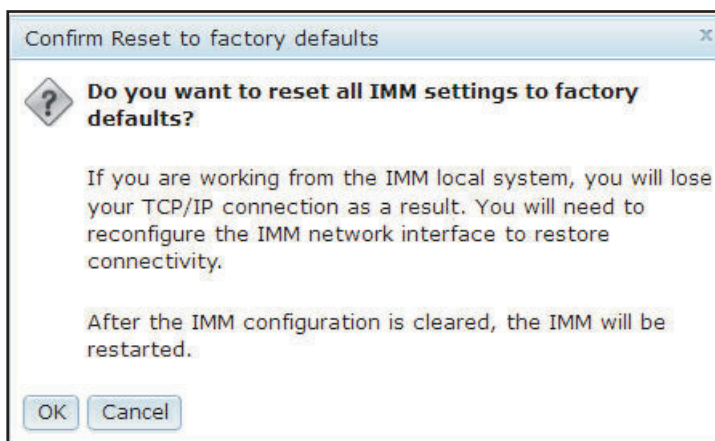 Confirm Reset to factory defaults x
? Do you want to reset all IMM settings to factory
defaults?
If you are working from the IMM local system, you will lose
your TCP/IP connection as a result. You will need to
reconfigure the IMM network interface to restore
connectivity.
After the IMM configuration is cleared, the IMM will be
restarted.
OK Cancel